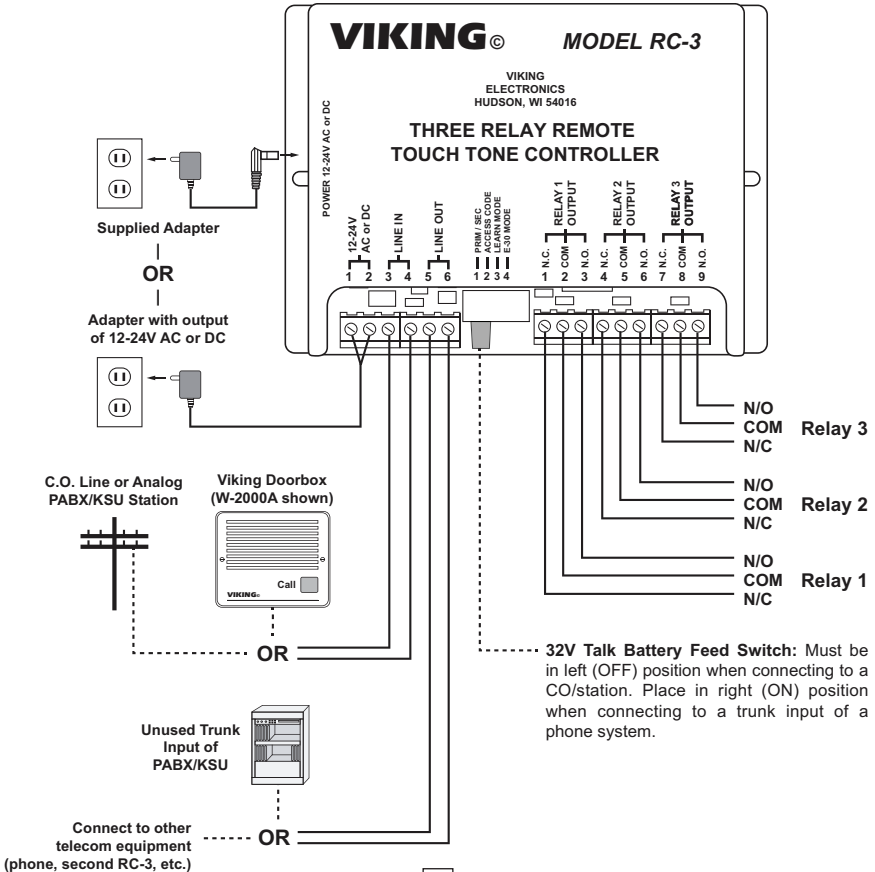 VIKING©
MODEL RC-3
VIKING
ELECTRONICS
HUDSON, WI 54016
THREE RELAY REMOTE
TOUCH TONE CONTROLLER
POWER 12-24V AC or DC
12-24V
AC or DC
LINE IN
LINE OUT
PRIM / SEC
ACCESS CODE
LEARN MODE
E-30 MODE
RELAY 1
OUTPUT
RELAY 2
OUTPUT
RELAY 3
OUTPUT
N.C. COM N.O. N.C. COM N.O. N.C. COM N.O.
1 2 3 4 5 6 1 2 3 4 1 2 3 4 5 6 7 8 9
Supplied Adapter
OR
Adapter with output
of 12-24V AC or DC
N/O
COM Relay 3
N/C
N/O
COM Relay 2
N/C
N/O
COM Relay 1
N/C
C.O. Line or Analog
PABX/KSU Station
Viking Doorbox
(W-2000A shown)
Call
VIKING©
OR
32V Talk Battery Feed Switch: Must be
in left (OFF) position when connecting to a
CO/station. Place in right (ON) position
when connecting to a trunk input of a
phone system.
Unused Trunk
Input of
PABX/KSU
OR
Connect to other
telecom equipment
(phone, second RC-3, etc.)